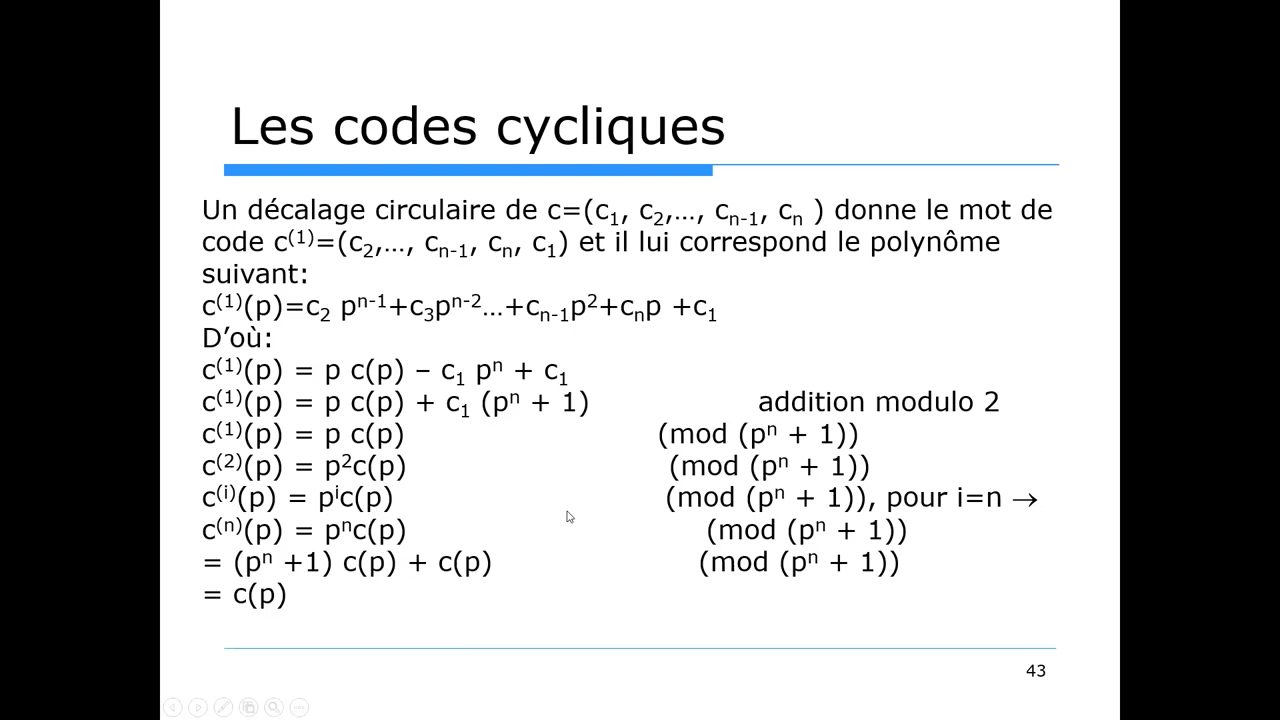 Les codes cycliques
Un décalage circulaire de c=(c₁, c₂,…, cₙ₋₁, cₙ ) donne le mot de
code c⁽¹⁾=(c₂,…, cₙ₋₁, cₙ, c₁) et il lui correspond le polynôme
suivant:
c⁽¹⁾(p)=c₂ pⁿ⁻¹+c₃pⁿ⁻²…+cₙ₋₁p²+cₙp +c₁
D’où:
c⁽¹⁾(p) = p c(p) – c₁ pⁿ + c₁
c⁽¹⁾(p) = p c(p) + c₁ (pⁿ + 1) addition modulo 2
c⁽¹⁾(p) = p c(p) (mod (pⁿ + 1))
c⁽²⁾(p) = p²c(p) (mod (pⁿ + 1))
c⁽ⁱ⁾(p) = pⁱc(p) (mod (pⁿ + 1)), pour i=n →
c⁽ⁿ⁾(p) = pⁿc(p) (mod (pⁿ + 1))
= (pⁿ +1) c(p) + c(p) (mod (pⁿ + 1))
= c(p)
43